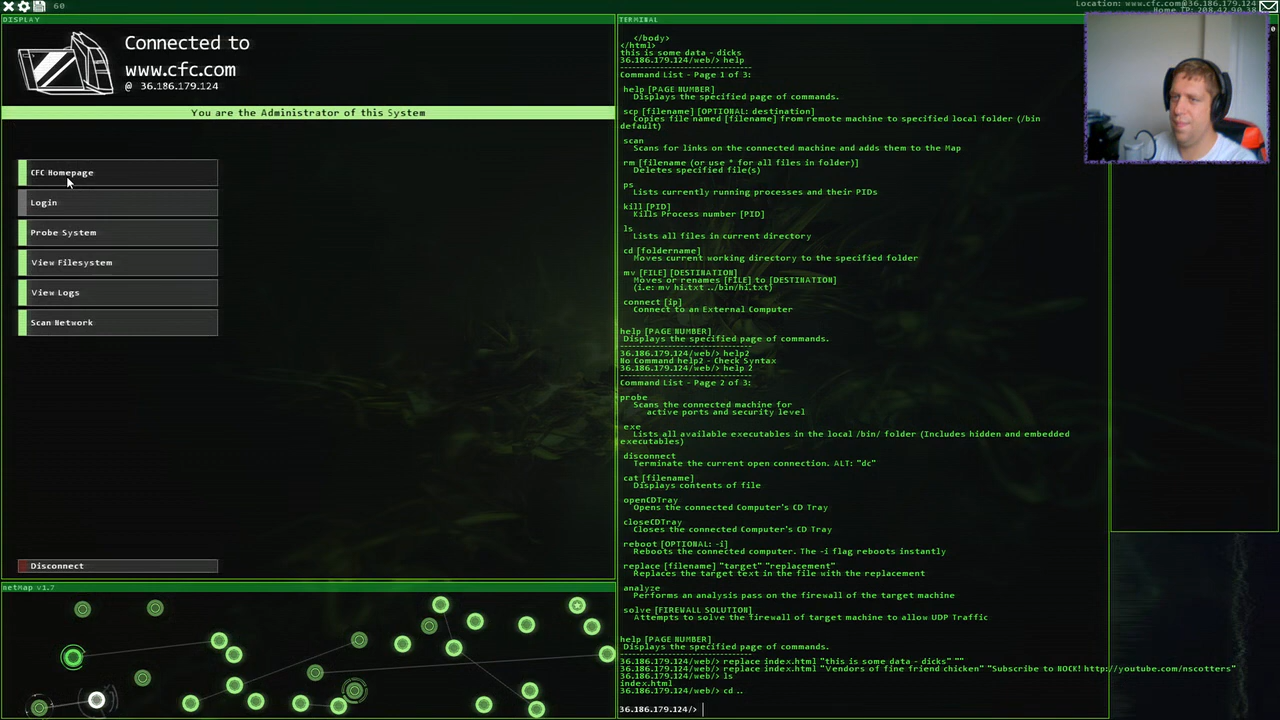 60
Location: www.cfc.com@36.186.179.124
Home IP: 208.42.90.38
DISPLAY
Connected to
www.cfc.com
@ 36.186.179.124
You are the Administrator of this System
CFC Homepage
Login
Probe System
View Filesystem
View Logs
Scan Network
Disconnect
netMap v1.7
TERMINAL
</body>
</html>
this is some data - dicks
36.186.179.124/web/> help
---------------------------------
Command List - Page 1 of 3:
help [PAGE NUMBER]
Displays the specified page of commands.
scp [filename] [OPTIONAL: destination]
Copies file named [filename] from remote machine to specified local folder (/bin
default)
scan
Scans for links on the connected machine and adds them to the Map
rm [filename (or use * for all files in folder)]
Deletes specified file(s)
ps
Lists currently running processes and their PIDs
kill [PID]
Kills Process number [PID]
ls
Lists all files in current directory
cd [foldername]
Moves current working directory to the specified folder
mv [FILE] [DESTINATION]
Moves or renames [FILE] to [DESTINATION]
(i.e: mv hi.txt ../bin/hi.txt)
connect [ip]
Connect to an External Computer
help [PAGE NUMBER]
Displays the specified page of commands.
---------------------------------
36.186.179.124/web/> help2
No Command help2 - Check Syntax
36.186.179.124/web/> help 2
---------------------------------
Command List - Page 2 of 3:
probe
Scans the connected machine for
active ports and security level
exe
Lists all available executables in the local /bin/ folder (Includes hidden and embedded
executables)
disconnect
Terminate the current open connection. ALT: "dc"
cat [filename]
Displays contents of file
openCDTray
Opens the connected Computer's CD Tray
closeCDTray
Closes the connected Computer's CD Tray
reboot [OPTIONAL: -i]
Reboots the connected computer. The -i flag reboots instantly
replace [filename] "target" "replacement"
Replaces the target text in the file with the replacement
analyze
Performs an analysis pass on the firewall of the target machine
solve [FIREWALL SOLUTION]
Attempts to solve the firewall of target machine to allow UDP Traffic
help [PAGE NUMBER]
Displays the specified page of commands.
---------------------------------
36.186.179.124/web/> replace index.html "this is some data - dicks" ""
36.186.179.124/web/> replace index.html "Vendors of fine friend chicken" "Subscribe to NOCK! http://youtube.com/nscotters"
36.186.179.124/web/> ls
index.html
36.186.179.124/web/> cd ..
36.186.179.124/>